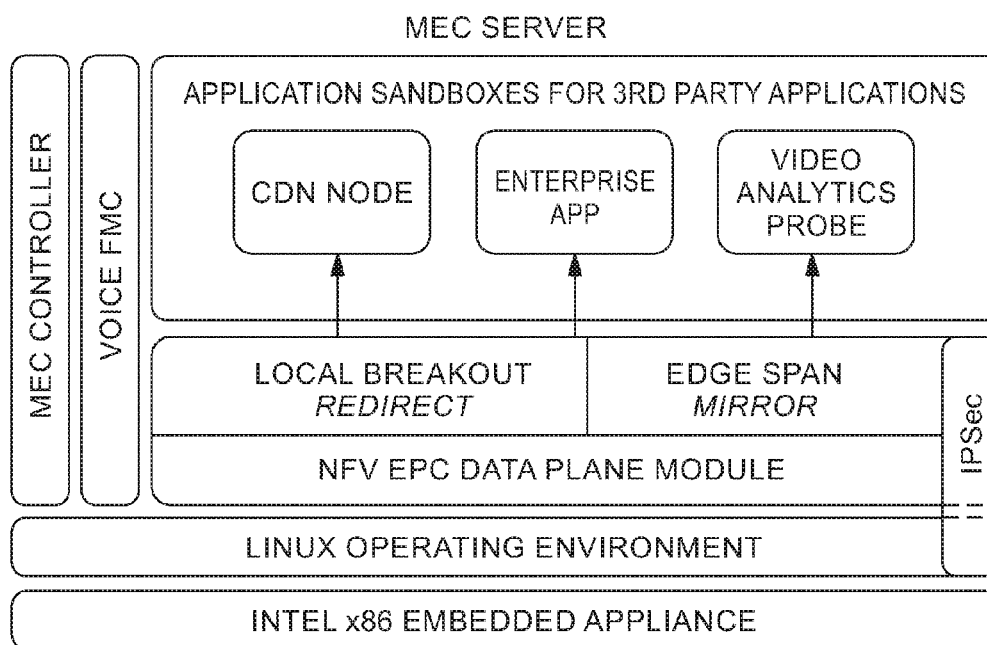 MEC SERVER
MEC CONTROLLER
VOICE FMC
APPLICATION SANDBOXES FOR 3RD PARTY APPLICATIONS
CDN NODE
ENTERPRISE
APP
VIDEO
ANALYTICS
PROBE
LOCAL BREAKOUT
REDIRECT
EDGE SPAN
MIRROR
IPSec
NFV EPC DATA PLANE MODULE
LINUX OPERATING ENVIRONMENT
INTEL x86 EMBEDDED APPLIANCE